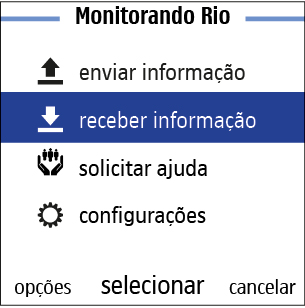 Monitorando Rio
enviar informação
receber informação
solicitar ajuda
configurações
opções selecionar cancelar